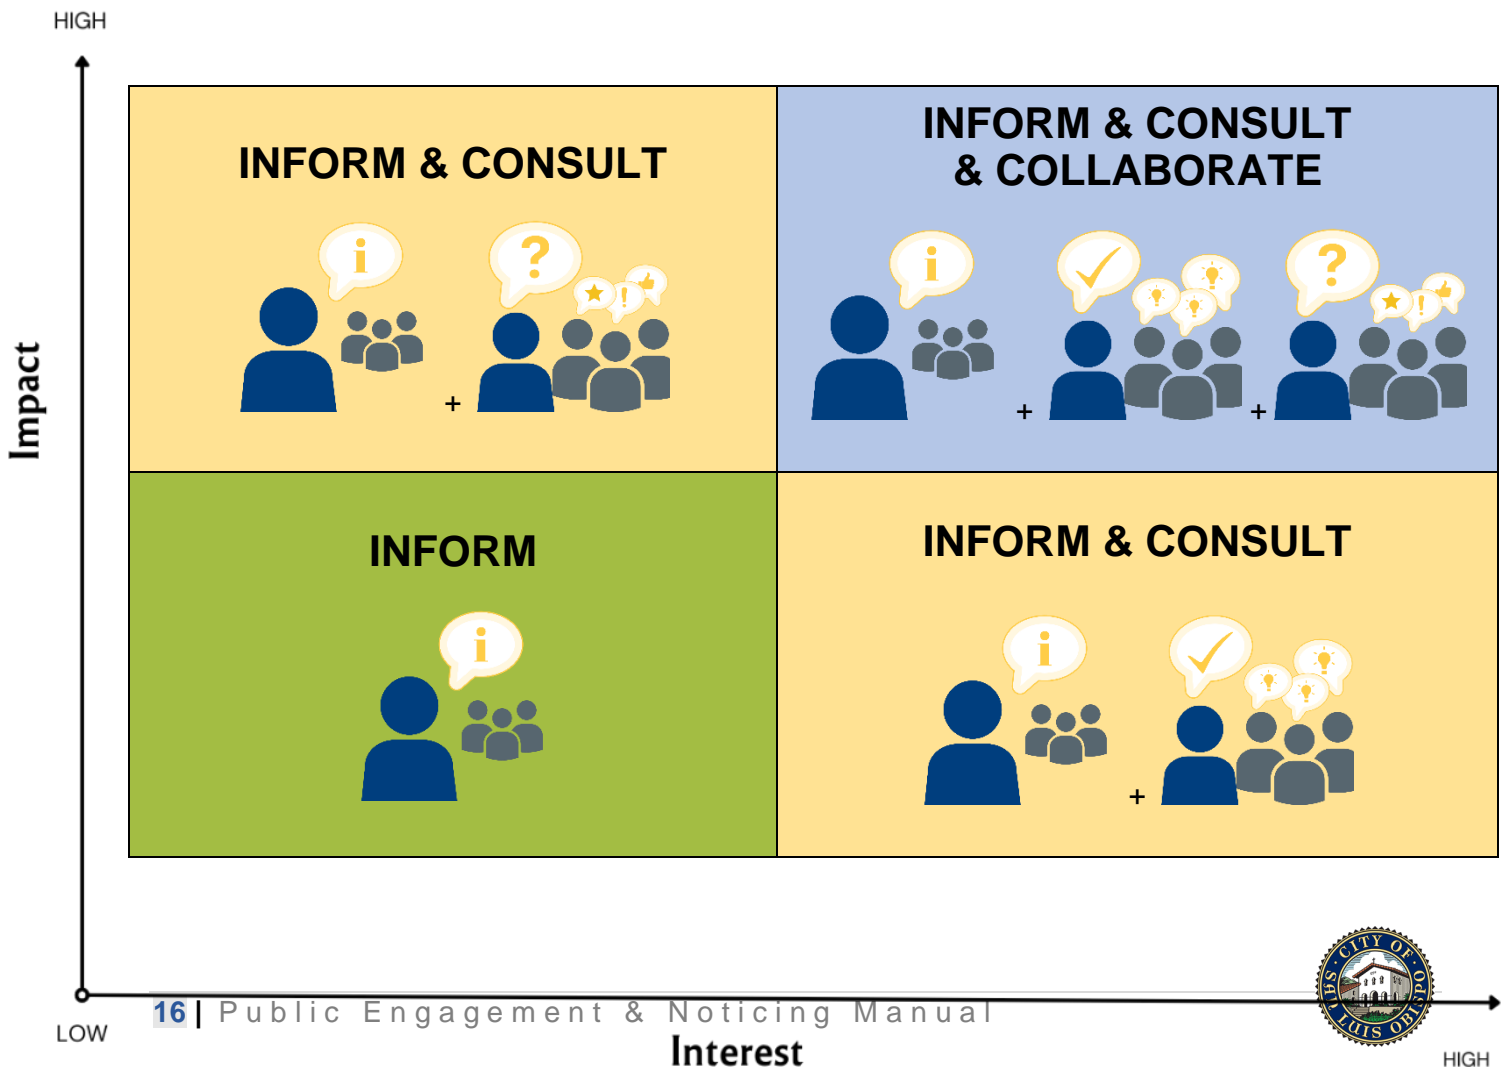 HIGH
INFORM & CONSULT
i
?
!
+
INFORM & CONSULT
& COLLABORATE
i
?
!
+
+
Impact
INFORM
i
INFORM & CONSULT
i
+
16 | Public Engagement & Noticing Manual
CITY OF
SAN LUIS OBISPO
LOW
Interest
HIGH